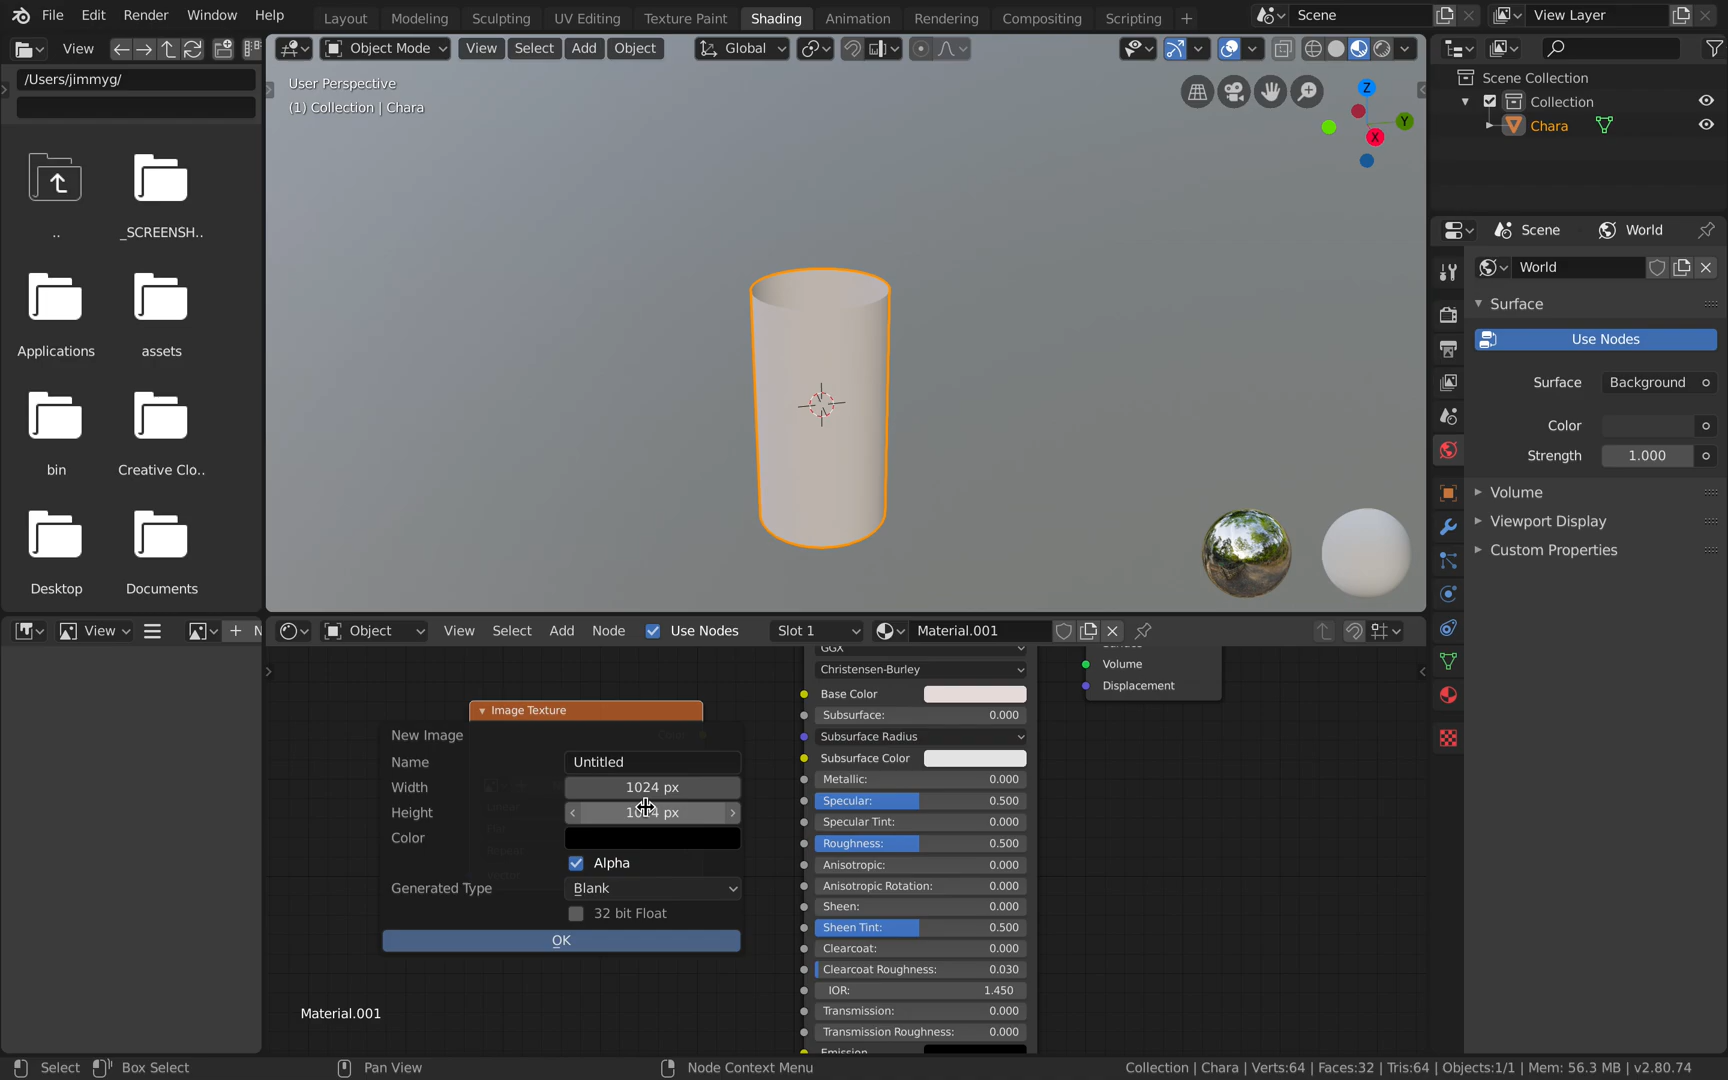 File Edit Render Window Help
Layout Modeling Sculpting UV Editing Texture Paint Shading Animation Rendering Compositing Scripting
Scene
View Layer
View
/Users/jimmyg/
..
_SCREENSH..
Applications
assets
bin
Creative Clo..
Desktop
Documents
Object Mode View Select Add Object Global
User Perspective
(1) Collection | Chara
Z
Y
X
Scene Collection
Collection
Chara
Scene World
World
Surface
Use Nodes
Surface Background
Color
Strength 1.000
Volume
Viewport Display
Custom Properties
View
Object View Select Add Node Use Nodes Slot 1 Material.001
Image Texture
New Image
Name Untitled
Width 1024 px
Height 1024 px
Color
Alpha
Generated Type Blank
32 bit Float
OK
Material.001
GGX
Christensen-Burley
Base Color
Subsurface: 0.000
Subsurface Radius
Subsurface Color
Metallic: 0.000
Specular: 0.500
Specular Tint: 0.000
Roughness: 0.500
Anisotropic: 0.000
Anisotropic Rotation: 0.000
Sheen: 0.000
Sheen Tint: 0.500
Clearcoat: 0.000
Clearcoat Roughness: 0.030
IOR: 1.450
Transmission: 0.000
Transmission Roughness: 0.000
Volume
Displacement
Select Box Select Pan View Node Context Menu
Collection | Chara | Verts:64 | Faces:32 | Tris:64 | Objects:1/1 | Mem: 56.3 MB | v2.80.74